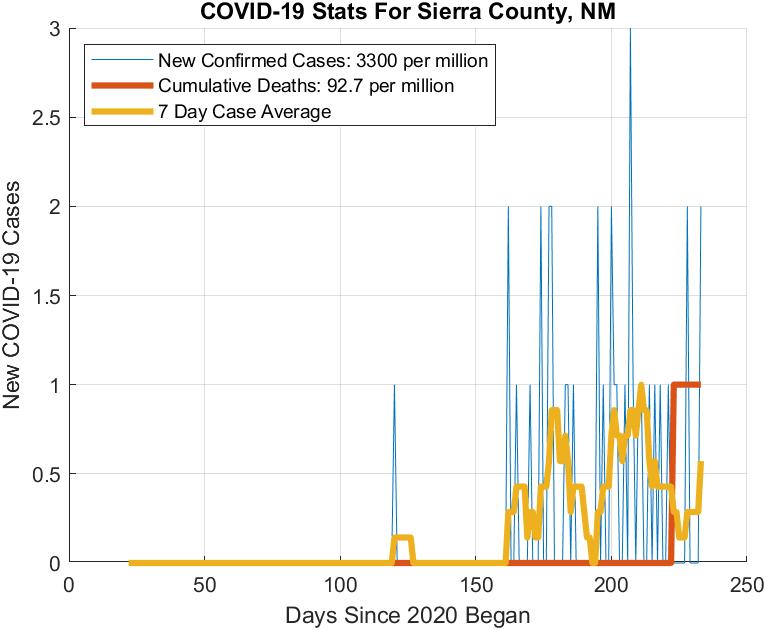 COVID-19 Stats For Sierra County, NM
New Confirmed Cases: 3300 per million
Cumulative Deaths: 92.7 per million
7 Day Case Average
New COVID-19 Cases
3
2.5
2
1.5
1
0.5
0
0 50 100 150 200 250
Days Since 2020 Began